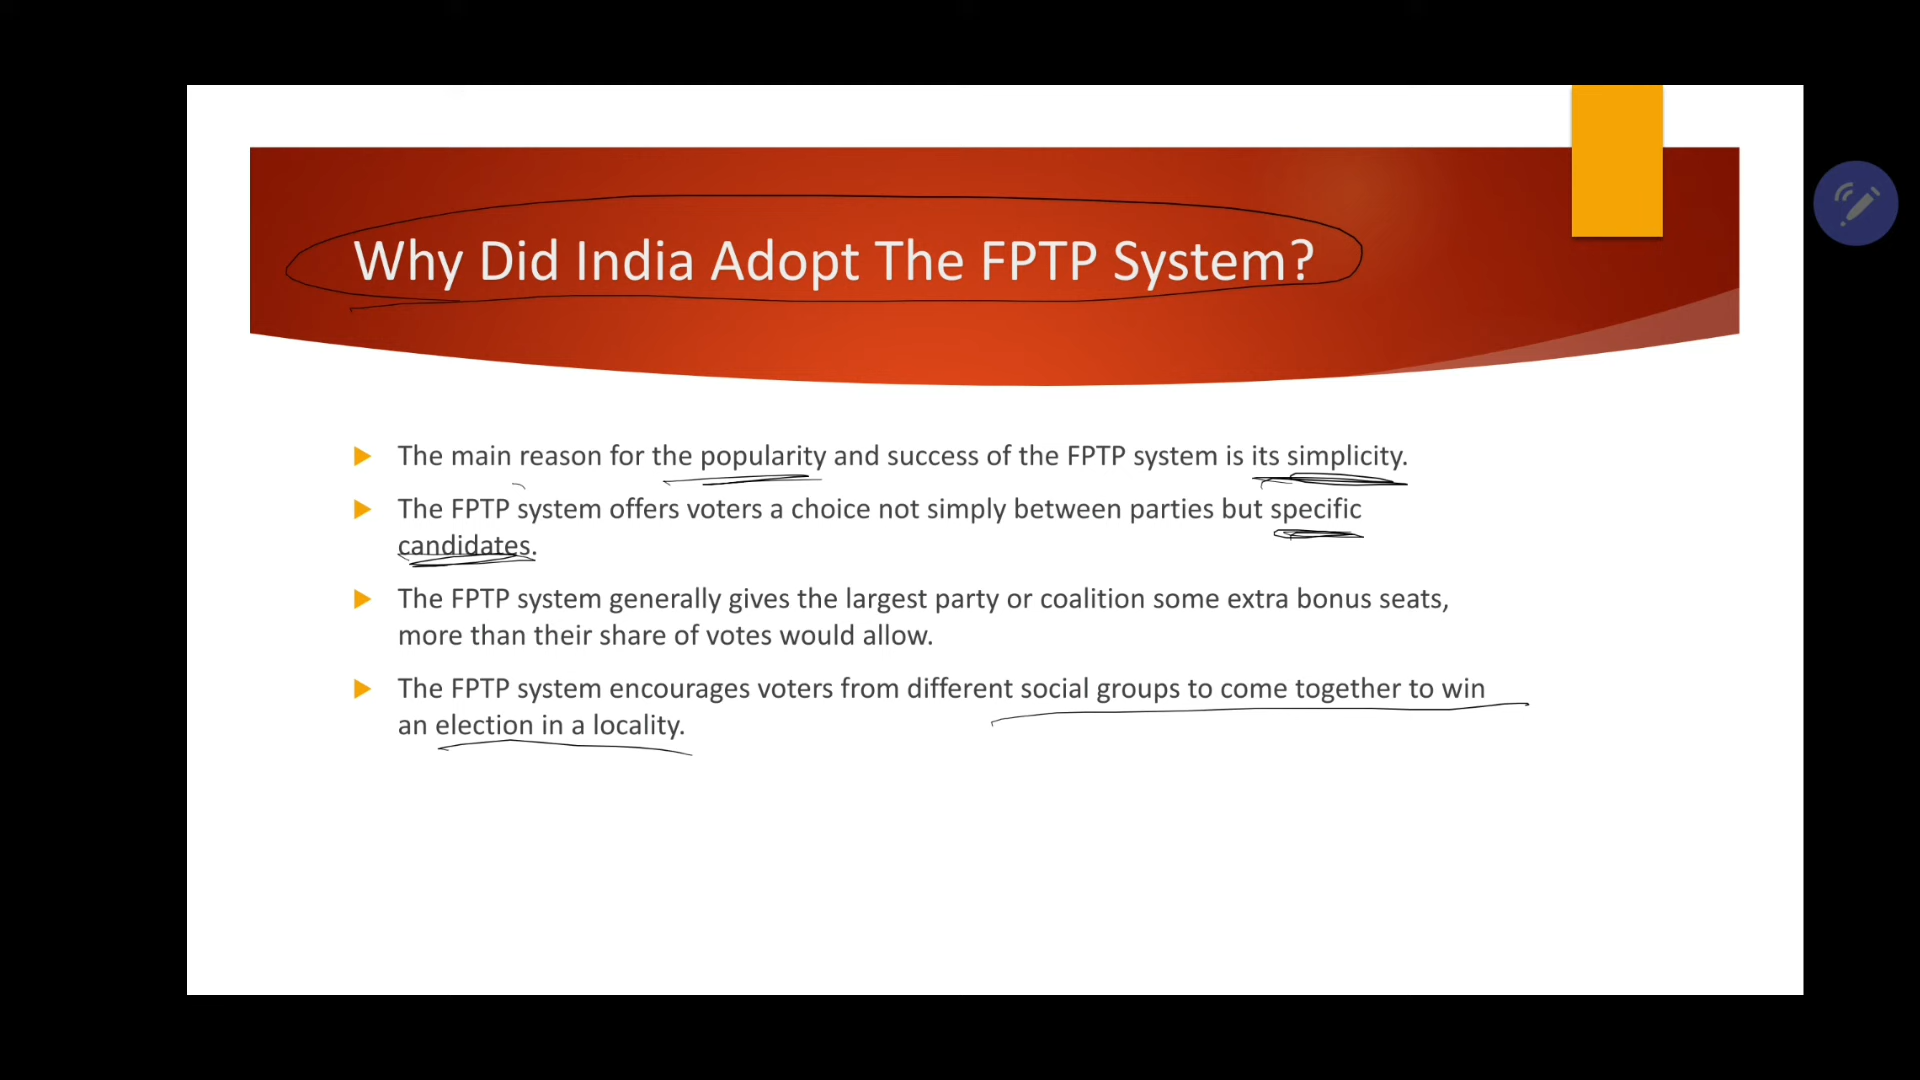 Why Did India Adopt The FPTP System?
The main reason for the popularity and success of the FPTP system is its simplicity.
The FPTP system offers voters a choice not simply between parties but specific
candidates.
The FPTP system generally gives the largest party or coalition some extra bonus seats,
more than their share of votes would allow.
The FPTP system encourages voters from different social groups to come together to win
an election in a locality.